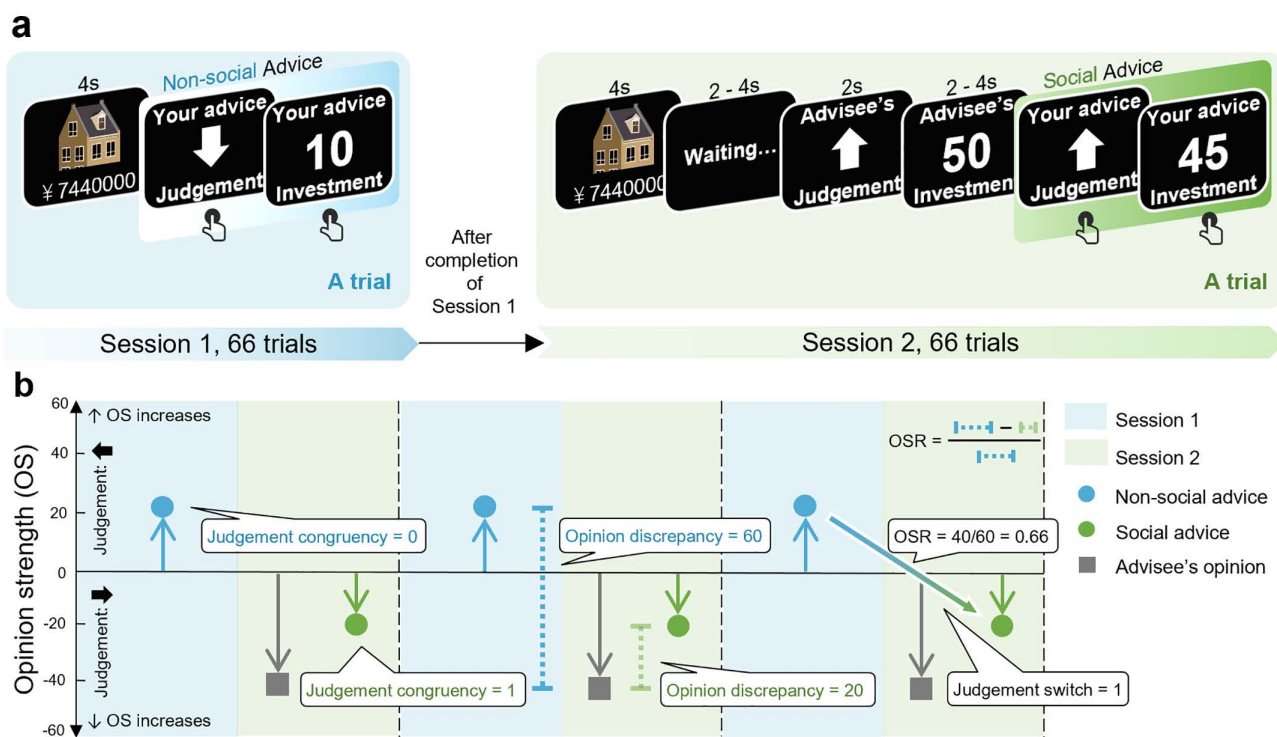 a
4s
Non-social Advice
Your advice
Your advice
10
¥7440000
Judgement
Investment
A trial
After
completion
of
Session 1
4s
2 - 4s
2s
2 - 4s
Social Advice
Waiting...
Advisee's
Advisee's
Your advice
Your advice
50
45
¥7440000
Judgement
Investment
Judgement
Investment
A trial
Session 1, 66 trials
Session 2, 66 trials
b
Opinion strength (OS)
60
40
20
0
-20
-40
-60
↑ OS increases
Judgement:
Judgement:
↓ OS increases
Judgement congruency = 0
Judgement congruency = 1
Opinion discrepancy = 60
Opinion discrepancy = 20
OSR =
−
OSR = 40/60 = 0.66
Judgement switch = 1
Session 1
Session 2
Non-social advice
Social advice
Advisee's opinion